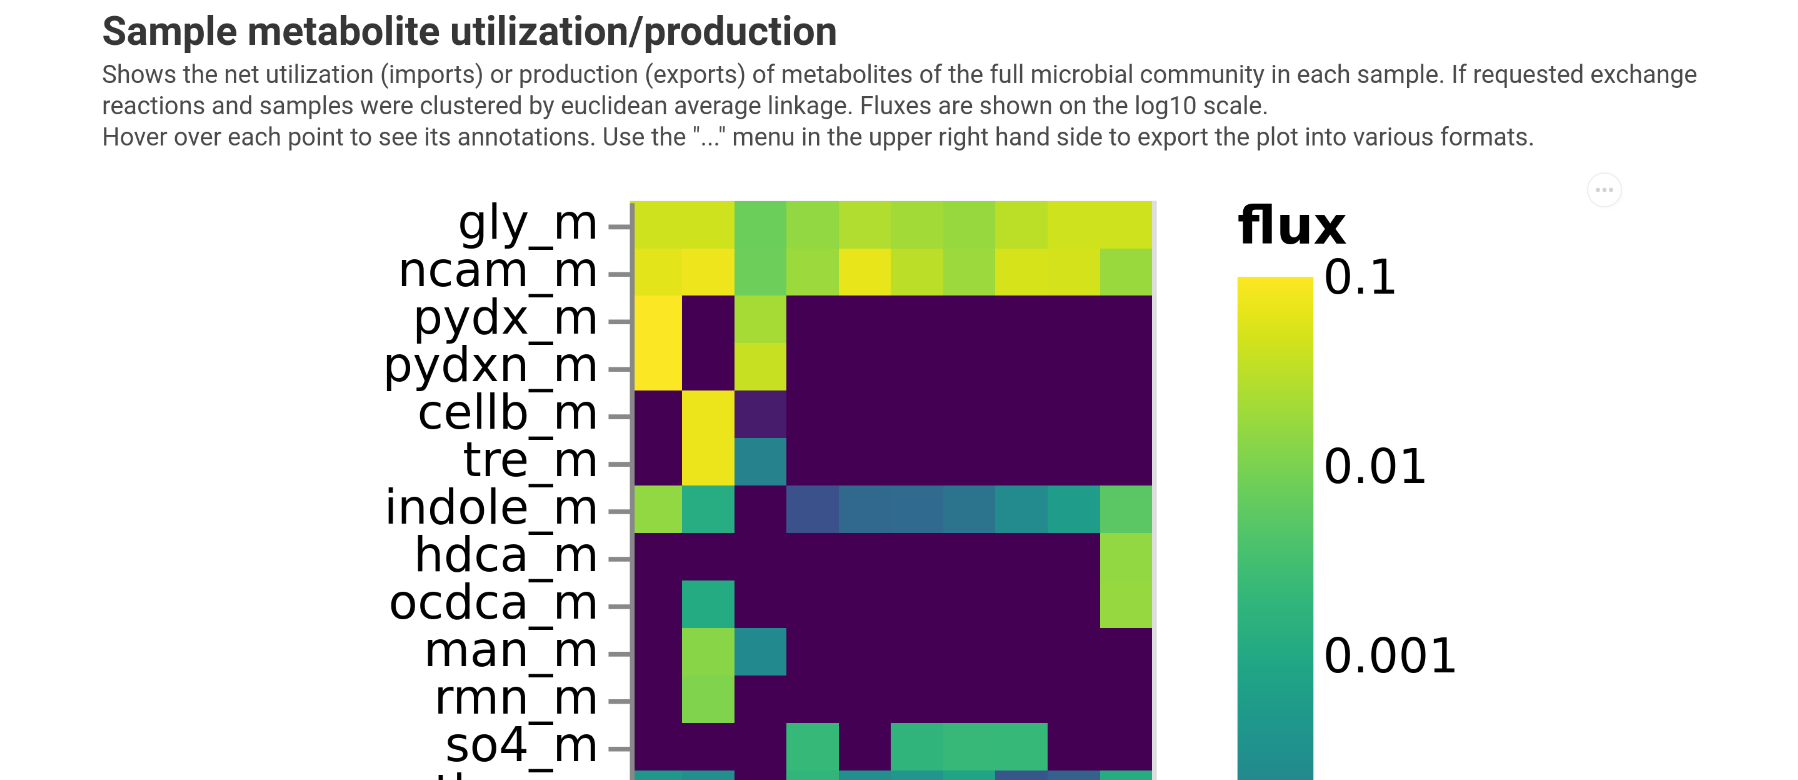 Sample metabolite utilization/production
Shows the net utilization (imports) or production (exports) of metabolites of the full microbial community in each sample. If requested exchange
reactions and samples were clustered by euclidean average linkage. Fluxes are shown on the log10 scale.
Hover over each point to see its annotations. Use the "..." menu in the upper right hand side to export the plot into various formats.
gly_m
ncam_m
pydx_m
pydxn_m
cellb_m
tre_m
indole_m
hdca_m
ocdca_m
man_m
rmn_m
so4_m
flux
0.1
0.01
0.001